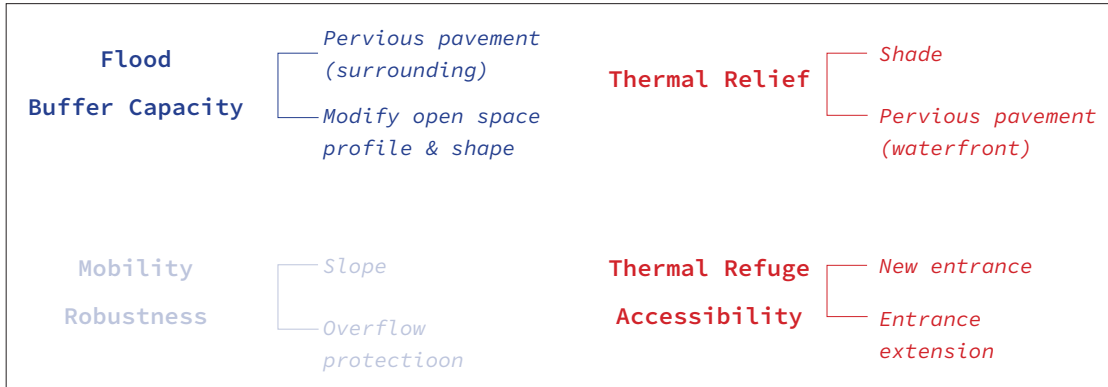 Flood
Buffer Capacity
Pervious pavement
(surrounding)
Modify open space
profile & shape
Thermal Relief
Shade
Pervious pavement
(waterfront)
Mobility
Robustness
Slope
Overflow
protectioon
Thermal Refuge
Accessibility
New entrance
Entrance
extension